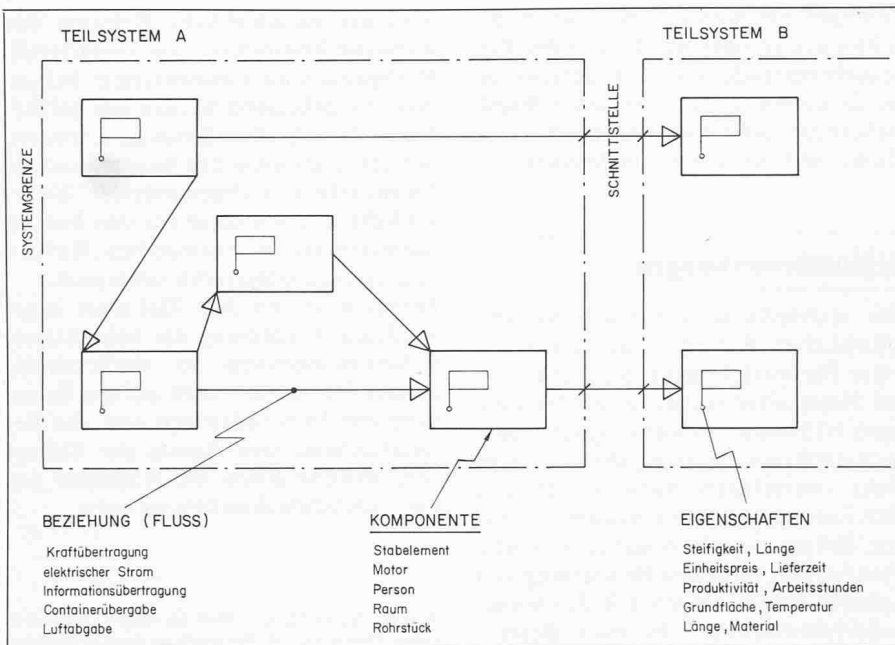 TEILSYSTEM A
TEILSYSTEM B
SYSTEMGRENZE
SCHNITTSTELLE
BEZIEHUNG (FLUSS)
Kraftübertragung
elektrischer Strom
Informationsübertragung
Containerübergabe
Luftabgabe
KOMPONENTE
Stabelement
Motor
Person
Raum
Rohrstück
EIGENSCHAFTEN
Steifigkeit, Länge
Einheitspreis, Lieferzeit
Produktivität, Arbeitsstunden
Grundfläche, Temperatur
Länge, Material